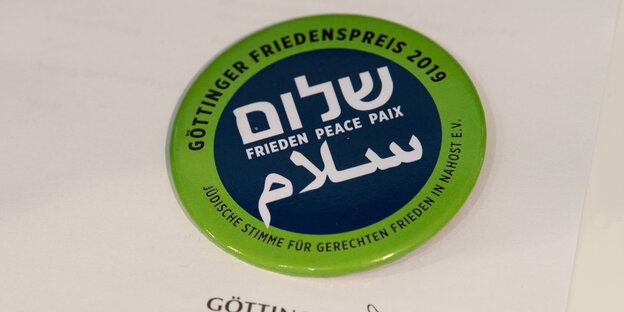 GÖTTINGER FRIEDENSPREIS 2019
שלום
FRIEDEN PEACE PAIX
سلام
JÜDISCHE STIMME FÜR GERECHTEN FRIEDEN IN NAHOST E.V.